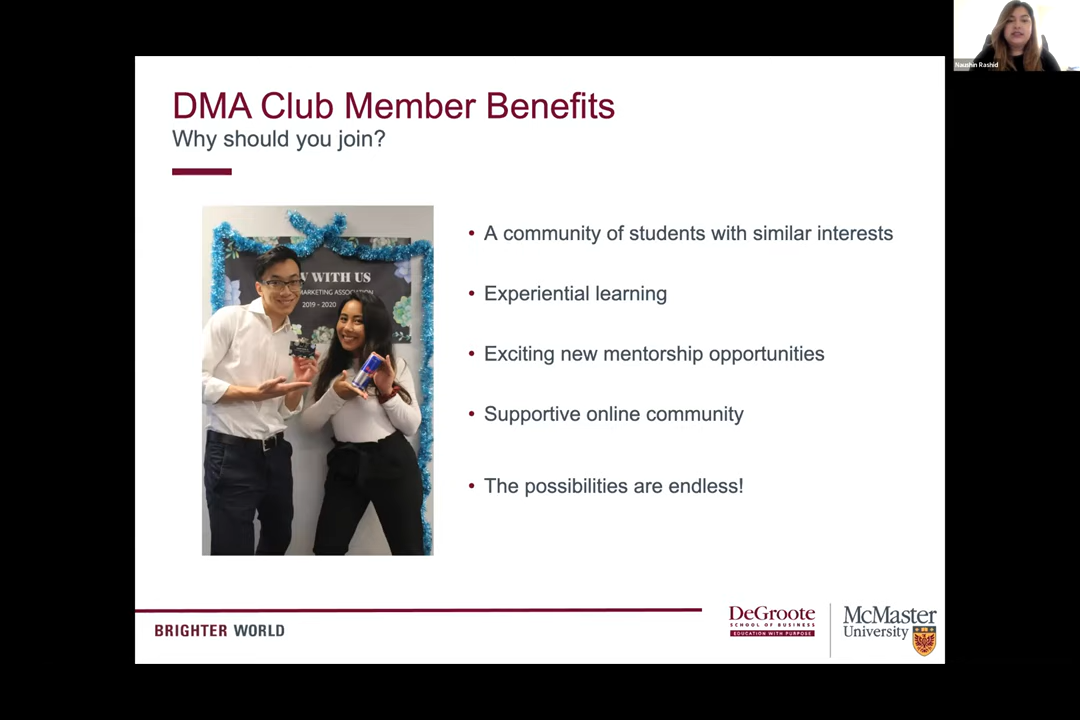 Naushin Rashid
DMA Club Member Benefits
Why should you join?
W WITH US
MARKETING ASSOCIATION
2019 - 2020
• A community of students with similar interests
• Experiential learning
• Exciting new mentorship opportunities
• Supportive online community
• The possibilities are endless!
BRIGHTER WORLD
DeGroote
SCHOOL OF BUSINESS
EDUCATION WITH PURPOSE
McMaster
University